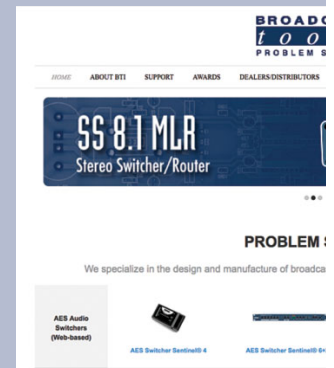 BROADC
t o o
PROBLEM S
HOME ABOUT BTI SUPPORT AWARDS DEALERS/DISTRIBUTORS
SS 8.1 MLR
Stereo Switcher/Router
PROBLEM S
We specialize in the design and manufacture of broadca
AES Audio
Switchers
(Web-based)
AES Switcher Sentinel® 4 AES Switcher Sentinel®